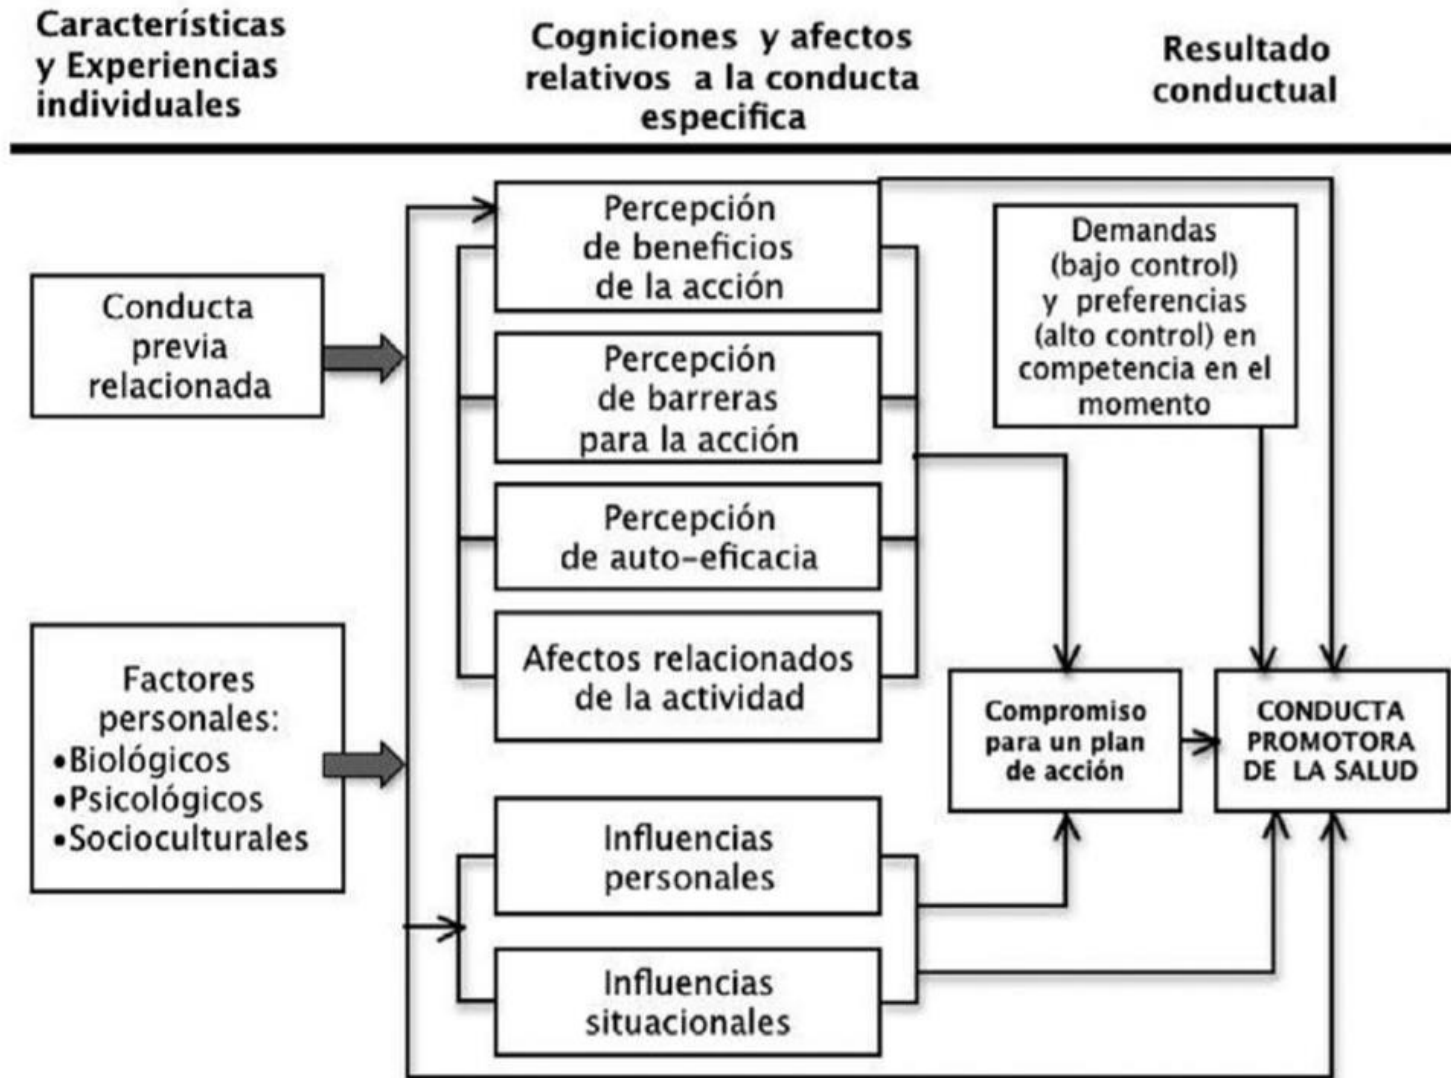 Características
y Experiencias
individuales
Cogniciones y afectos
relativos a la conducta
especifica
Resultado
conductual
Conducta
previa
relacionada
Factores
personales:
•Biológicos
•Psicológicos
•Socioculturales
Percepción
de beneficios
de la acción
Percepción
de barreras
para la acción
Percepción
de auto-eficacia
Afectos relacionados
de la actividad
Influencias
personales
Influencias
situacionales
Demandas
(bajo control)
y preferencias
(alto control) en
competencia en el
momento
Compromiso
para un plan
de acción
CONDUCTA
PROMOTORA
DE LA SALUD